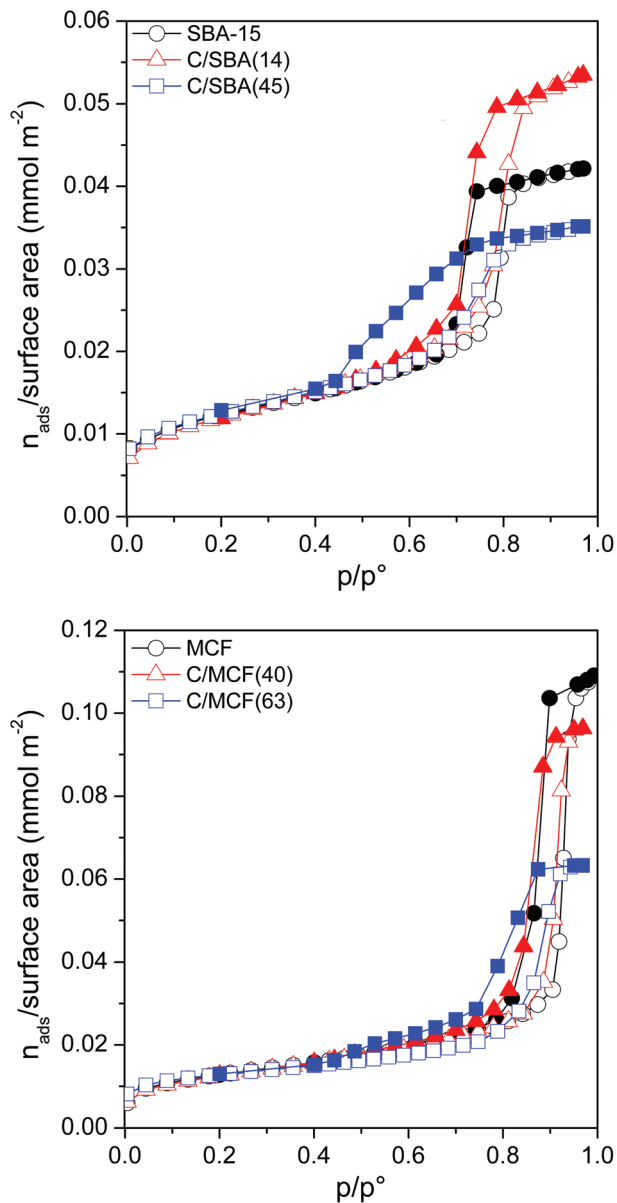 0.06
SBA-15
C/SBA(14)
C/SBA(45)
0.05
0.04
0.03
0.02
0.01
0.00
n_ads/surface area (mmol m⁻²)
0.0 0.2 0.4 0.6 0.8 1.0
p/p°
0.12
MCF
C/MCF(40)
C/MCF(63)
0.10
0.08
0.06
0.04
0.02
0.00
n_ads/surface area (mmol m⁻²)
0.0 0.2 0.4 0.6 0.8 1.0
p/p°